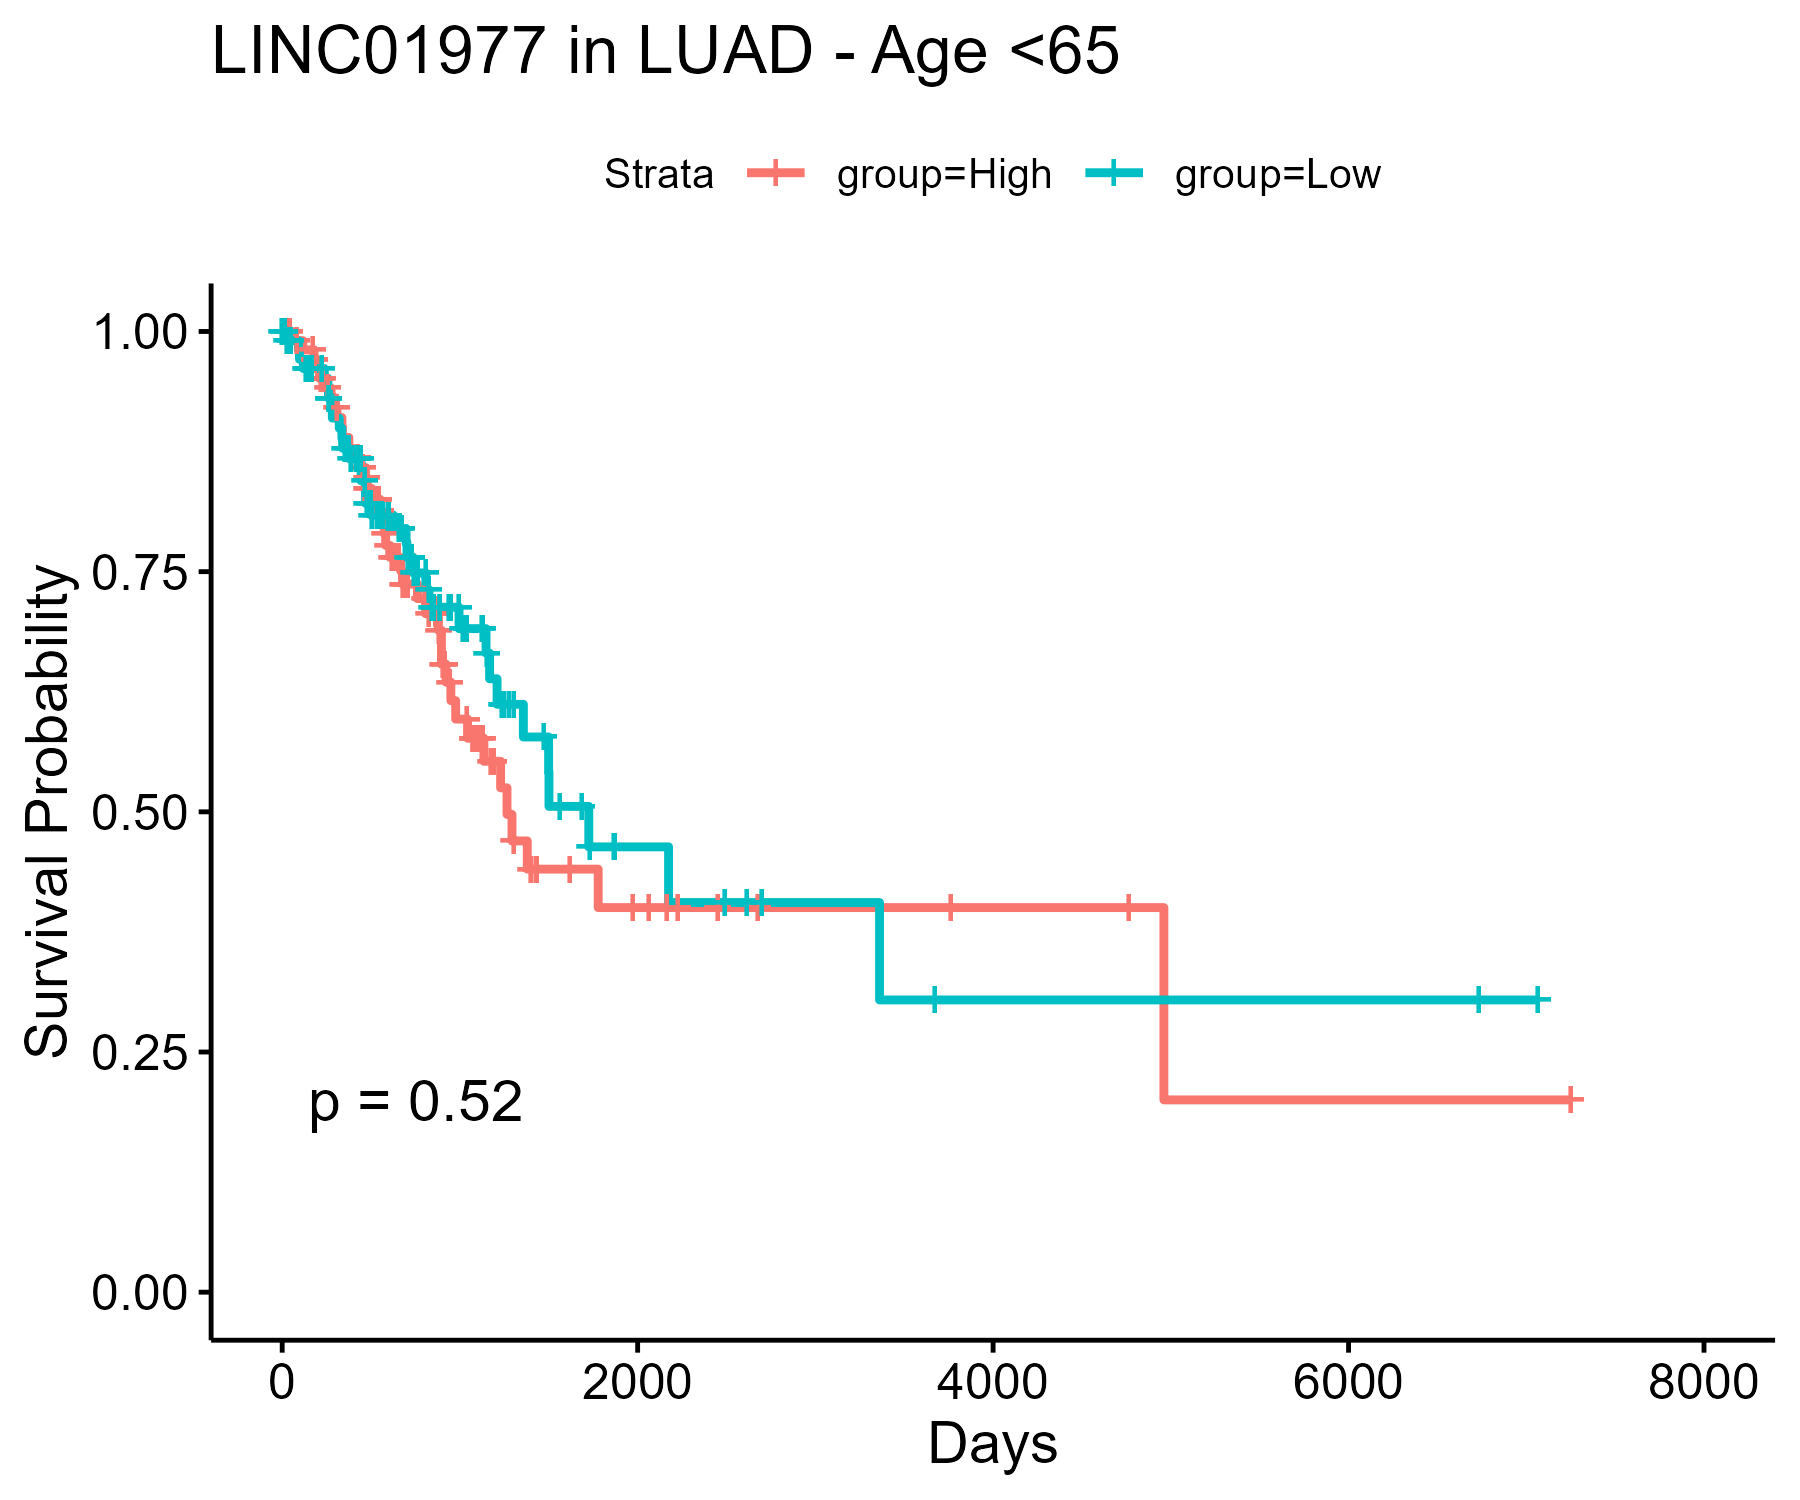 LINC01977 in LUAD - Age <65
Strata group=High group=Low
1.00
0.75
0.50
0.25
0.00
Survival Probability
p = 0.52
0 2000 4000 6000 8000
Days